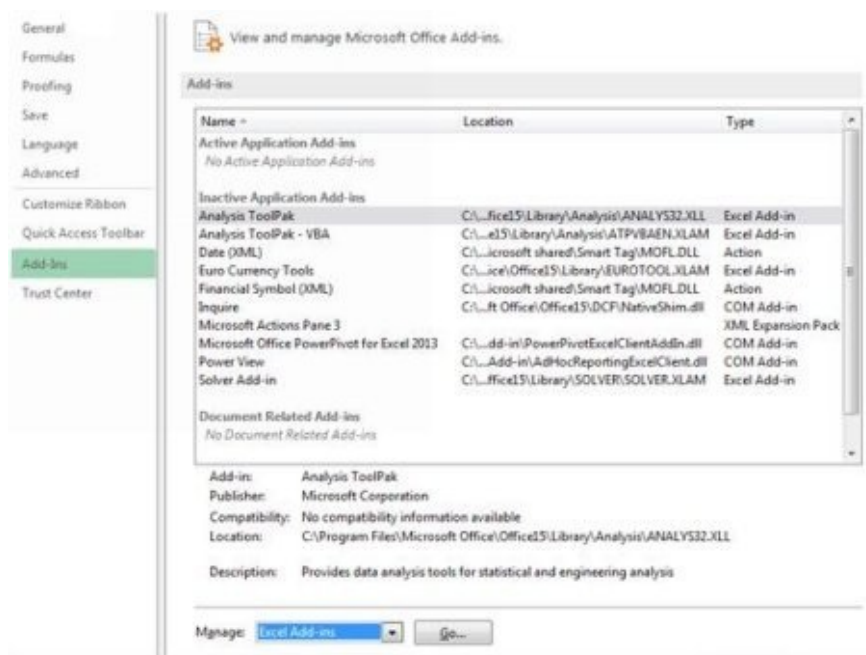 General
Formulas
Proofing
Save
Language
Advanced
Customize Ribbon
Quick Access Toolbar
Add-Ins
Trust Center
View and manage Microsoft Office Add-ins.
Add-ins
Name Location Type
Active Application Add-ins
No Active Application Add-ins
Inactive Application Add-ins
Analysis ToolPak C:\...fice15\Library\Analysis\ANALYS32.XLL Excel Add-in
Analysis ToolPak - VBA C:\...e15\Library\Analysis\ATPVBAEN.XLAM Excel Add-in
Date (XML) C:\...icrosoft shared\Smart Tag\MOFL.DLL Action
Euro Currency Tools C:\...ice\Office15\Library\EUROTOOL.XLAM Excel Add-in
Financial Symbol (XML) C:\...icrosoft shared\Smart Tag\MOFL.DLL Action
Inquire C:\...ft Office\Office15\DCF\NativeShim.dll COM Add-in
Microsoft Actions Pane 3 XML Expansion Pack
Microsoft Office PowerPivot for Excel 2013 C:\...dd-in\PowerPivotExcelClientAddIn.dll COM Add-in
Power View C:\...Add-in\AdHocReportingExcelClient.dll COM Add-in
Solver Add-in C:\...ffice15\Library\SOLVER\SOLVER.XLAM Excel Add-in
Document Related Add-ins
No Document Related Add-ins
Add-in: Analysis ToolPak
Publisher: Microsoft Corporation
Compatibility: No compatibility information available
Location: C:\Program Files\Microsoft Office\Office15\Library\Analysis\ANALYS32.XLL
Description: Provides data analysis tools for statistical and engineering analysis
Manage: Excel Add-ins Go...